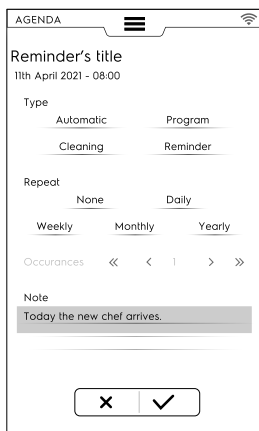 AGENDA
Reminder's title
11th April 2021 - 08:00
Type
Automatic Program
Cleaning Reminder
Repeat
None Daily
Weekly Monthly Yearly
Occurances « < 1 > »
Note
Today the new chef arrives.